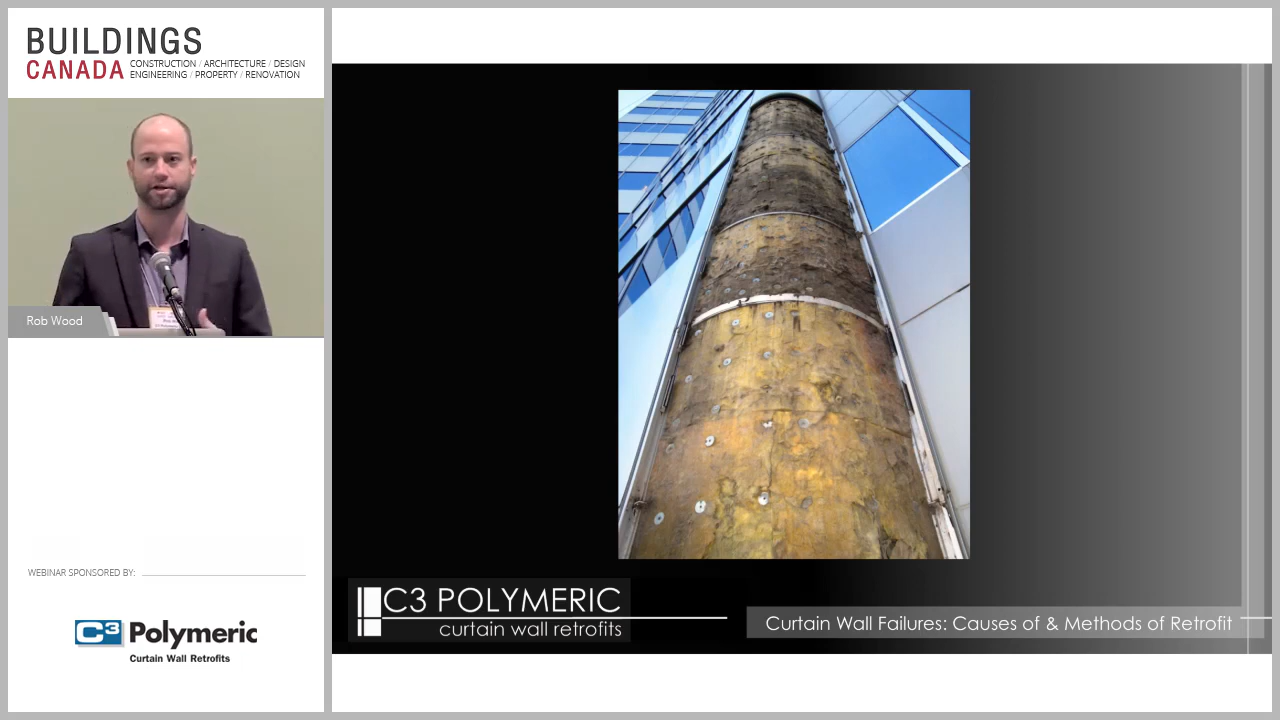 BUILDINGS
CANADA
CONSTRUCTION / ARCHITECTURE / DESIGN
ENGINEERING / PROPERTY / RENOVATION
Rob Wood
WEBINAR SPONSORED BY:
C3 Polymeric
Curtain Wall Retrofits
C3 POLYMERIC
curtain wall retrofits
Curtain Wall Failures: Causes of & Methods of Retrofit